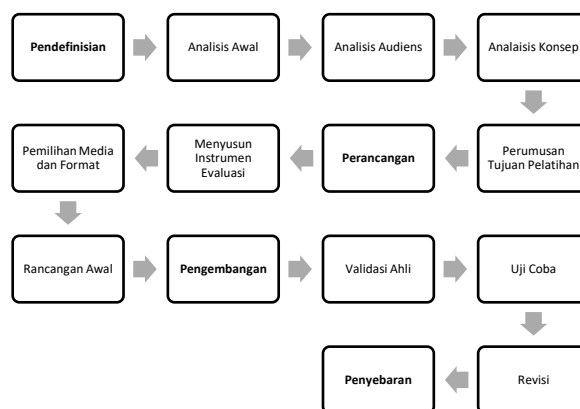 Pendefinisian
Analisis Awal
Analisis Audiens
Analaisis Konsep
Perumusan
Tujuan Pelatihan
Perancangan
Menyusun
Instrumen
Evaluasi
Pemilihan Media
dan Format
Rancangan Awal
Pengembangan
Validasi Ahli
Uji Coba
Revisi
Penyebaran